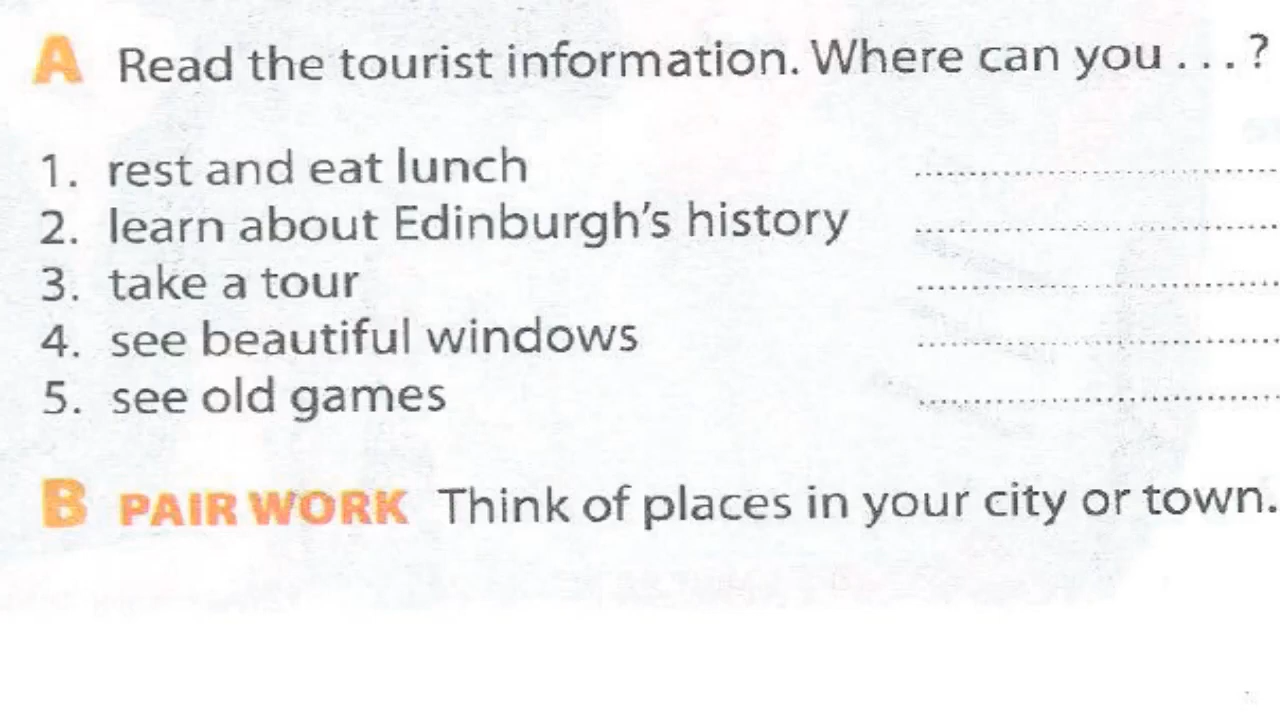 A Read the tourist information. Where can you . . . ?
1. rest and eat lunch
2. learn about Edinburgh's history
3. take a tour
4. see beautiful windows
5. see old games
B PAIR WORK Think of places in your city or town.